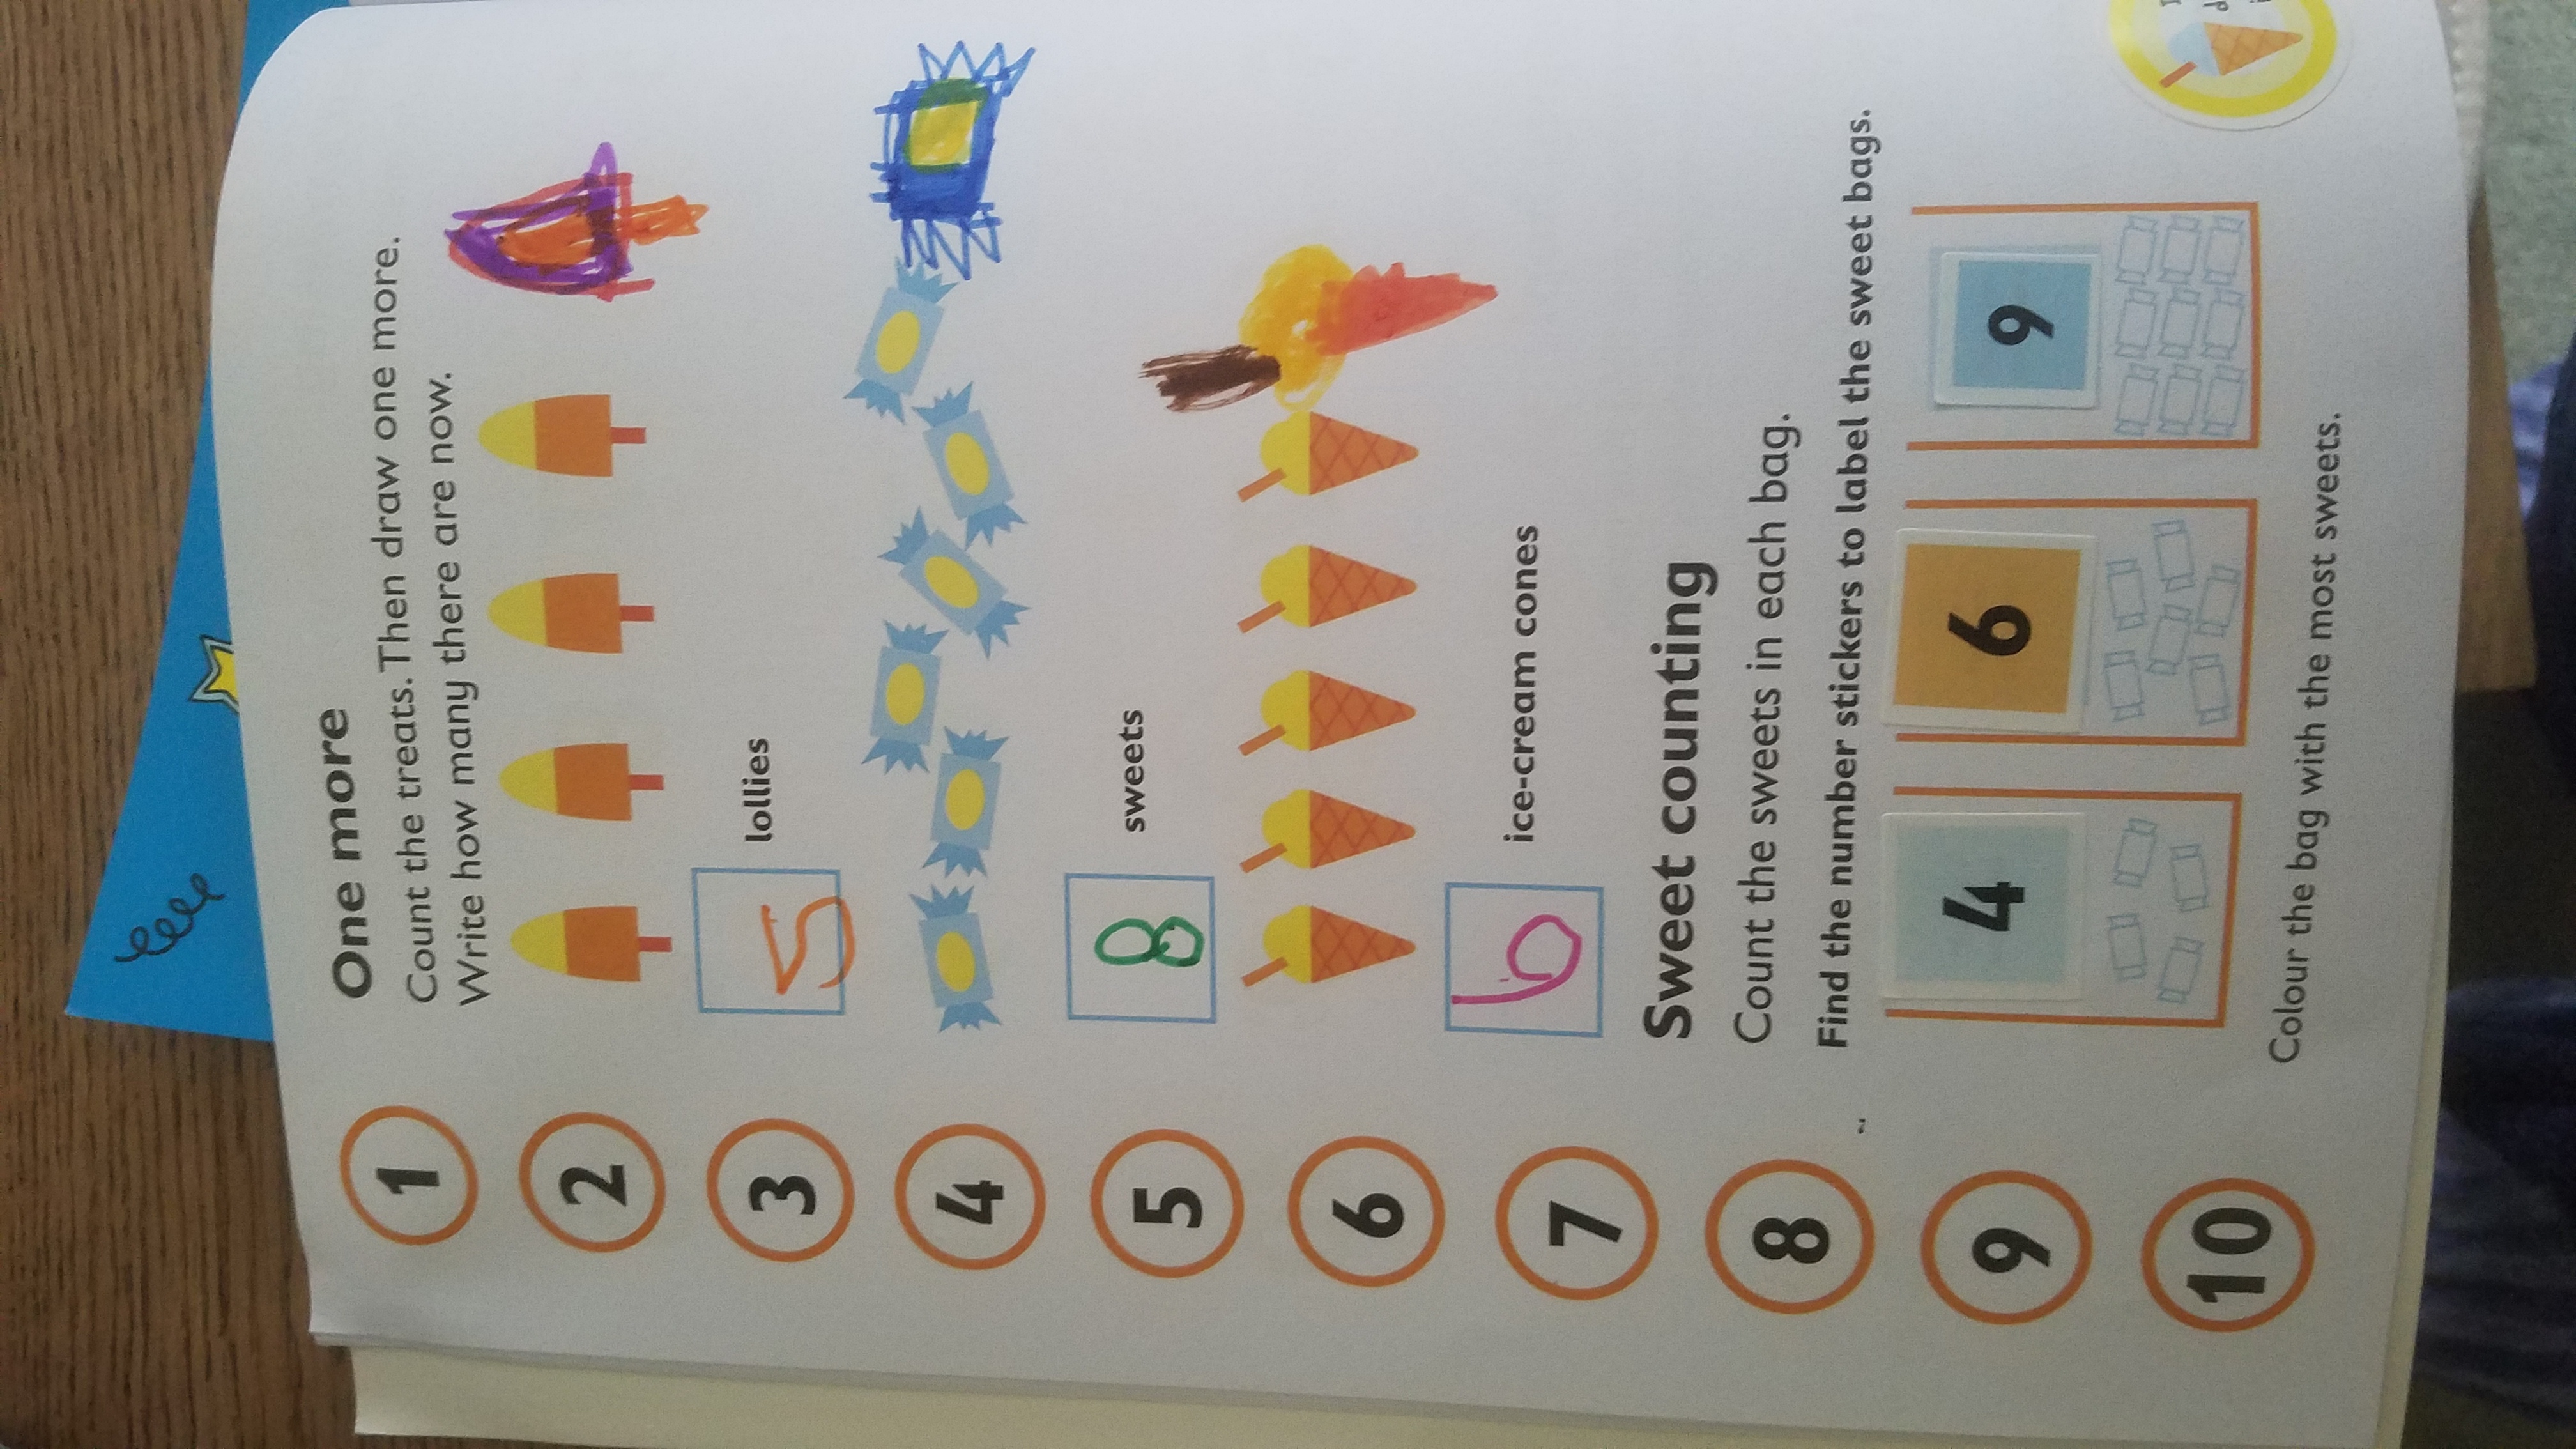 1
One more
Count the treats. Then draw one more.
Write how many there are now.
2
3
5 lollies
4
5
8 sweets
6
7
6 ice-cream cones
Sweet counting
8
Count the sweets in each bag.
Find the number stickers to label the sweet bags.
9
4 6 9
10
Colour the bag with the most sweets.